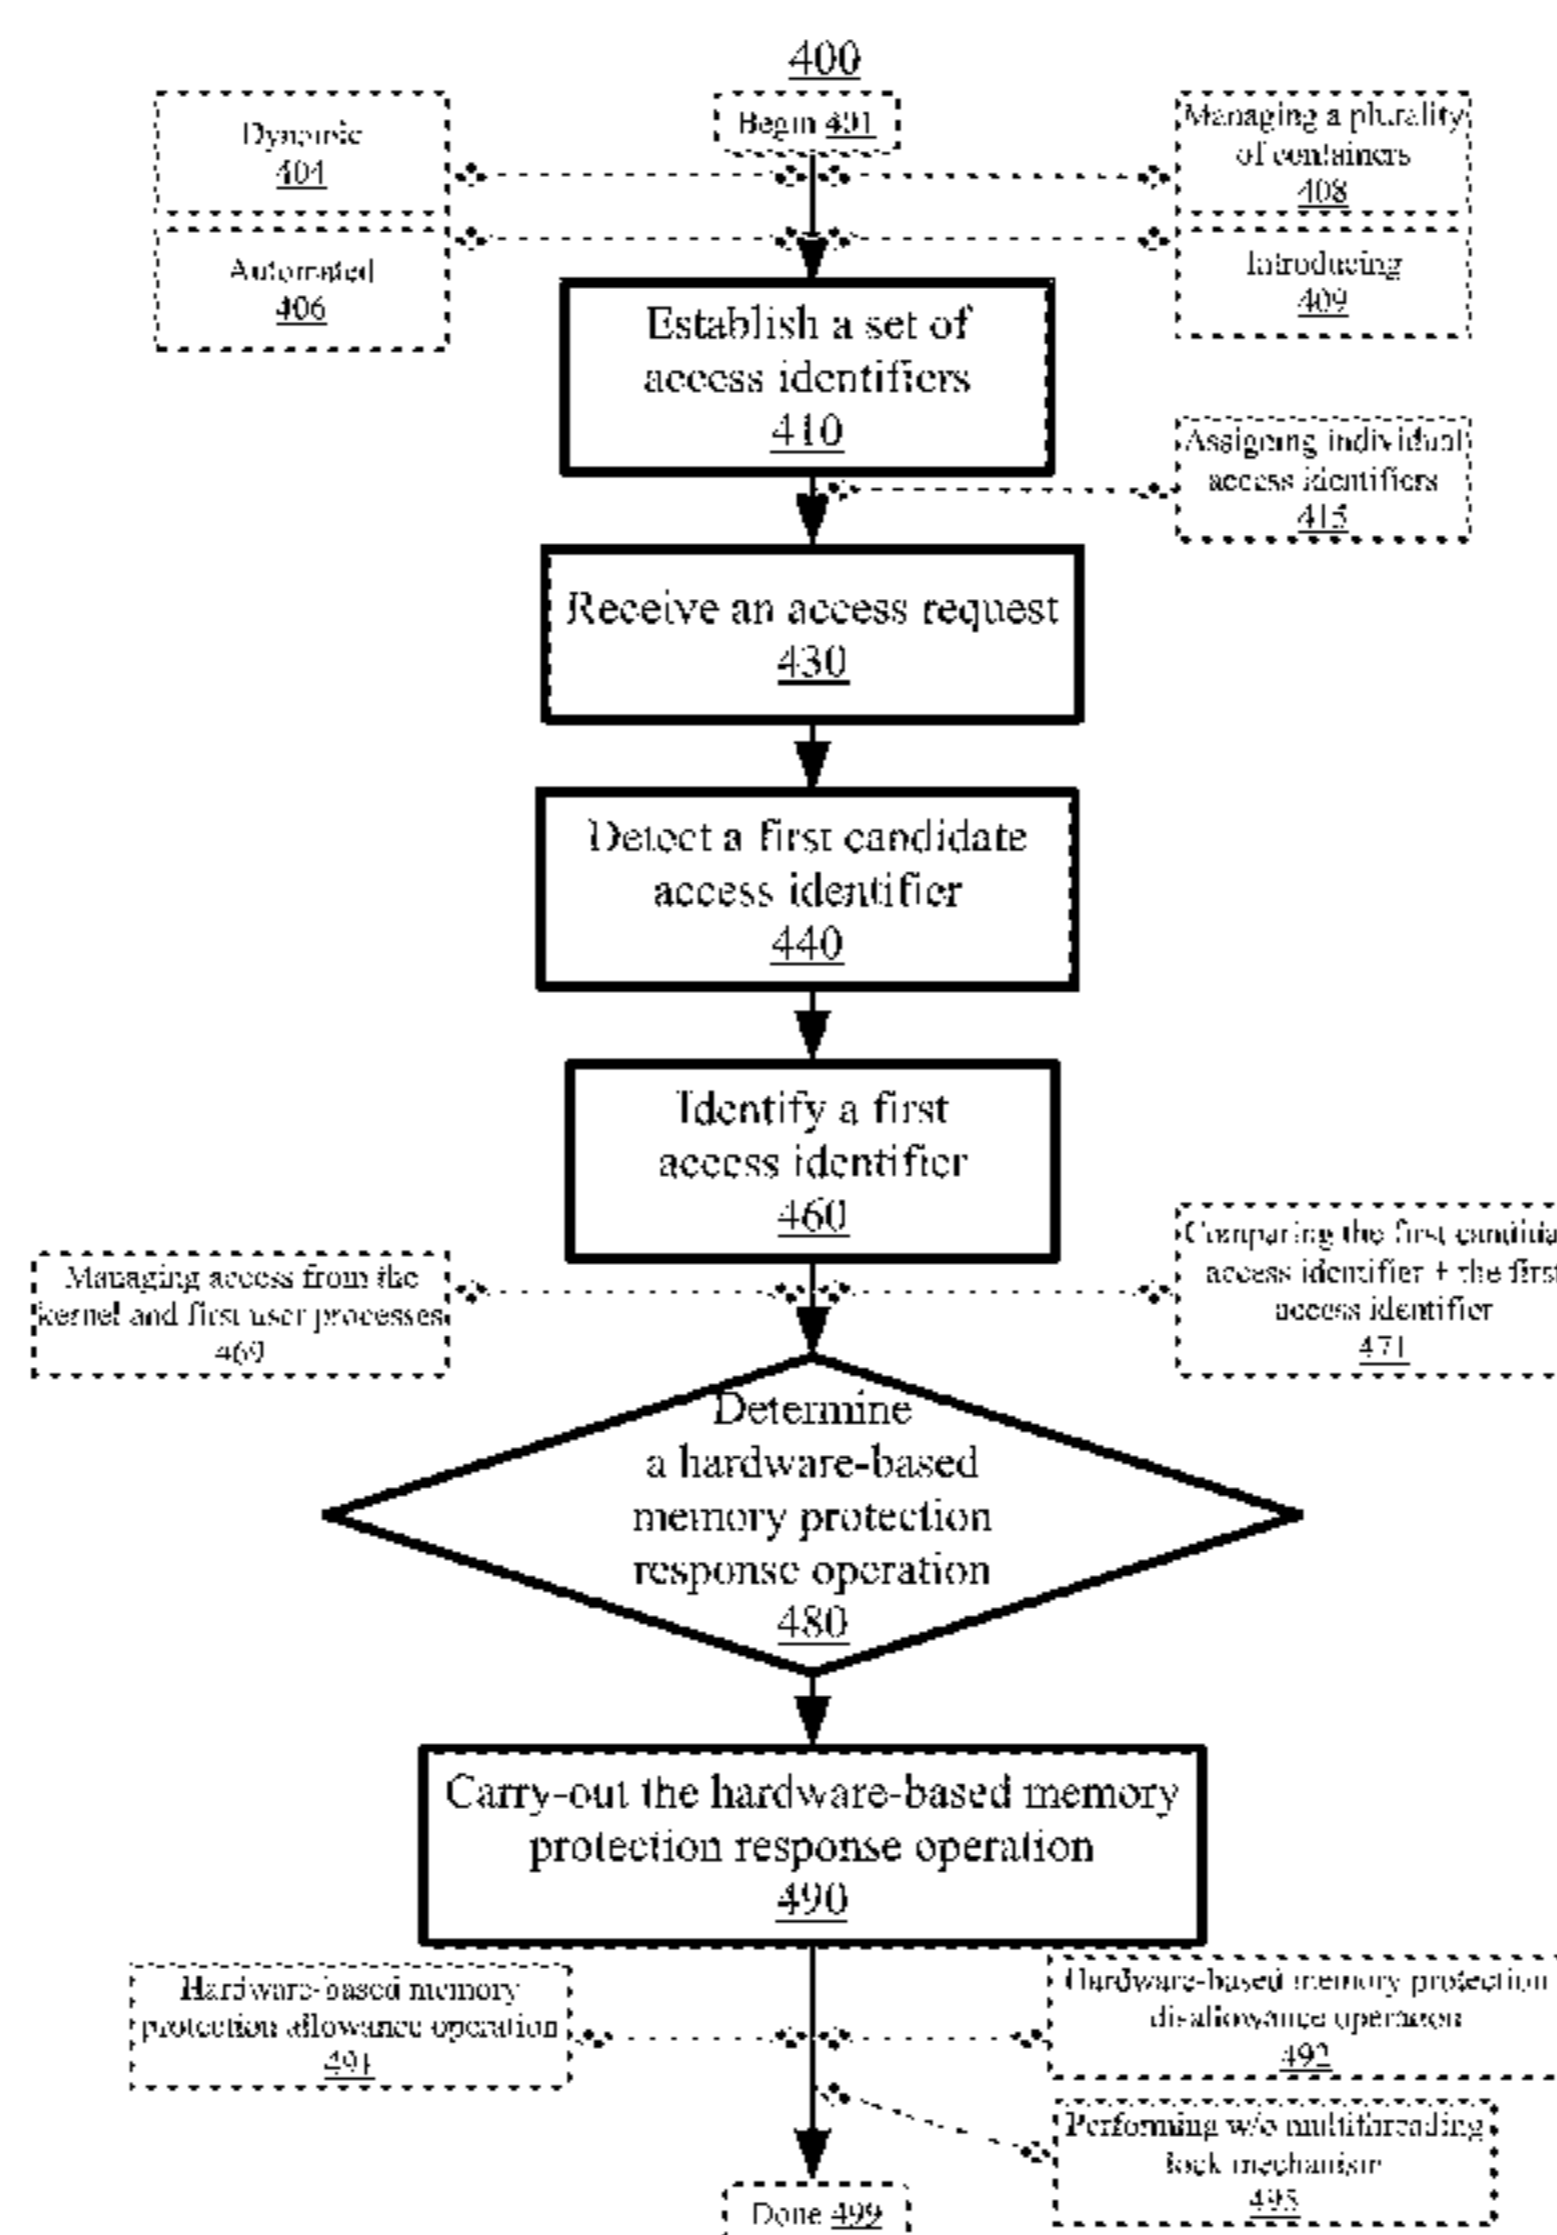 400
Begin 401
Dynamic
404
Automated
406
Managing a plurality
of containers
408
Introducing
409
Establish a set of
access identifiers
410
Assigning individual
access identifiers
415
Receive an access request
430
Detect a first candidate
access identifier
440
Identify a first
access identifier
460
Managing access from the
kernel and first user processes
469
Comparing the first
access identifier + the first
access identifier
471
Determine
a hardware-based
memory protection
response operation
480
Carry-out the hardware-based memory
protection response operation
490
Hardware-based memory
protection allowance operation
491
Hardware-based memory protection
disallowance operation
492
Performing w/o multithreading
lock mechanism
495
Done 499